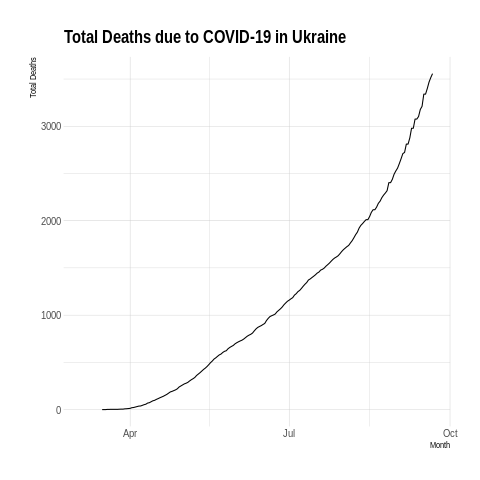 Total Deaths due to COVID-19 in Ukraine
Total Deaths
3000
2000
1000
0
Apr
Jul
Oct
Month